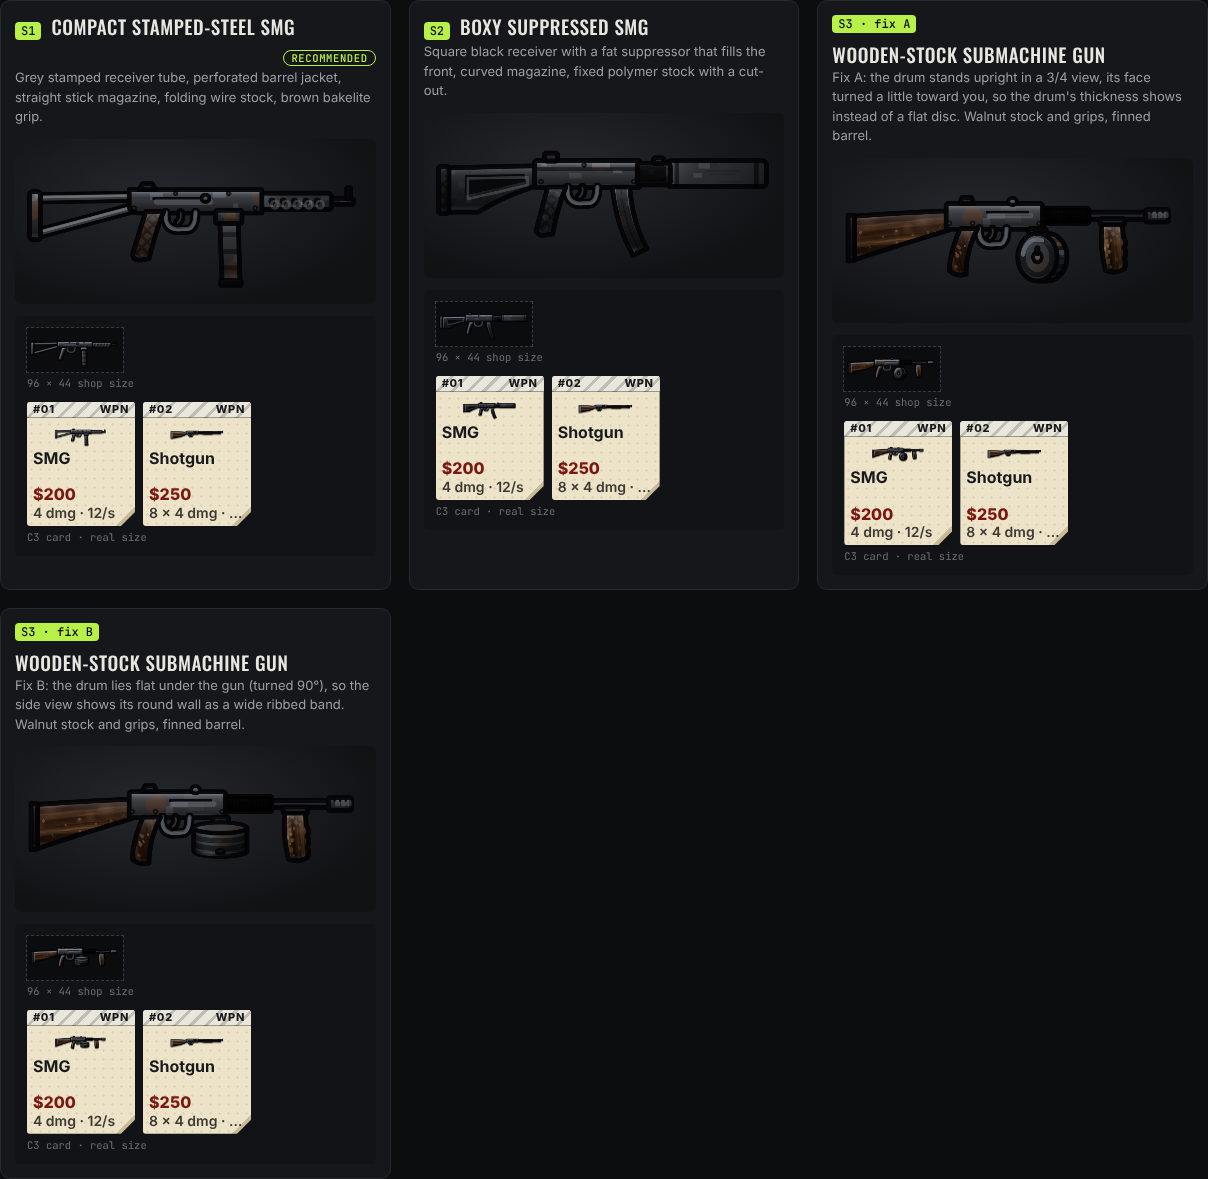 S1 COMPACT STAMPED-STEEL SMG
RECOMMENDED
Grey stamped receiver tube, perforated barrel jacket,
straight stick magazine, folding wire stock, brown bakelite
grip.
96 × 44 shop size
#01 WPN
SMG
$200
4 dmg · 12/s
#02 WPN
Shotgun
$250
8 × 4 dmg · ...
C3 card · real size
S2 BOXY SUPPRESSED SMG
Square black receiver with a fat suppressor that fills the
front, curved magazine, fixed polymer stock with a cut-
out.
96 × 44 shop size
#01 WPN
SMG
$200
4 dmg · 12/s
#02 WPN
Shotgun
$250
8 × 4 dmg · ...
C3 card · real size
S3 · fix A
WOODEN-STOCK SUBMACHINE GUN
Fix A: the drum stands upright in a 3/4 view, its face
turned a little toward you, so the drum's thickness shows
instead of a flat disc. Walnut stock and grips, finned
barrel.
96 × 44 shop size
#01 WPN
SMG
$200
4 dmg · 12/s
#02 WPN
Shotgun
$250
8 × 4 dmg · ...
C3 card · real size
S3 · fix B
WOODEN-STOCK SUBMACHINE GUN
Fix B: the drum lies flat under the gun (turned 90°), so the
side view shows its round wall as a wide ribbed band.
Walnut stock and grips, finned barrel.
96 × 44 shop size
#01 WPN
SMG
$200
4 dmg · 12/s
#02 WPN
Shotgun
$250
8 × 4 dmg · ...
C3 card · real size